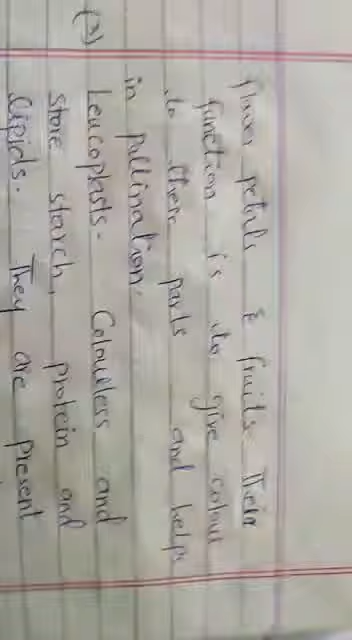 flower petals & fruits. Their
function is to give colour
to these parts and helps
in pollination.
(3) Leucoplasts. Colourless and
store starch, protein and
lipids. They are present